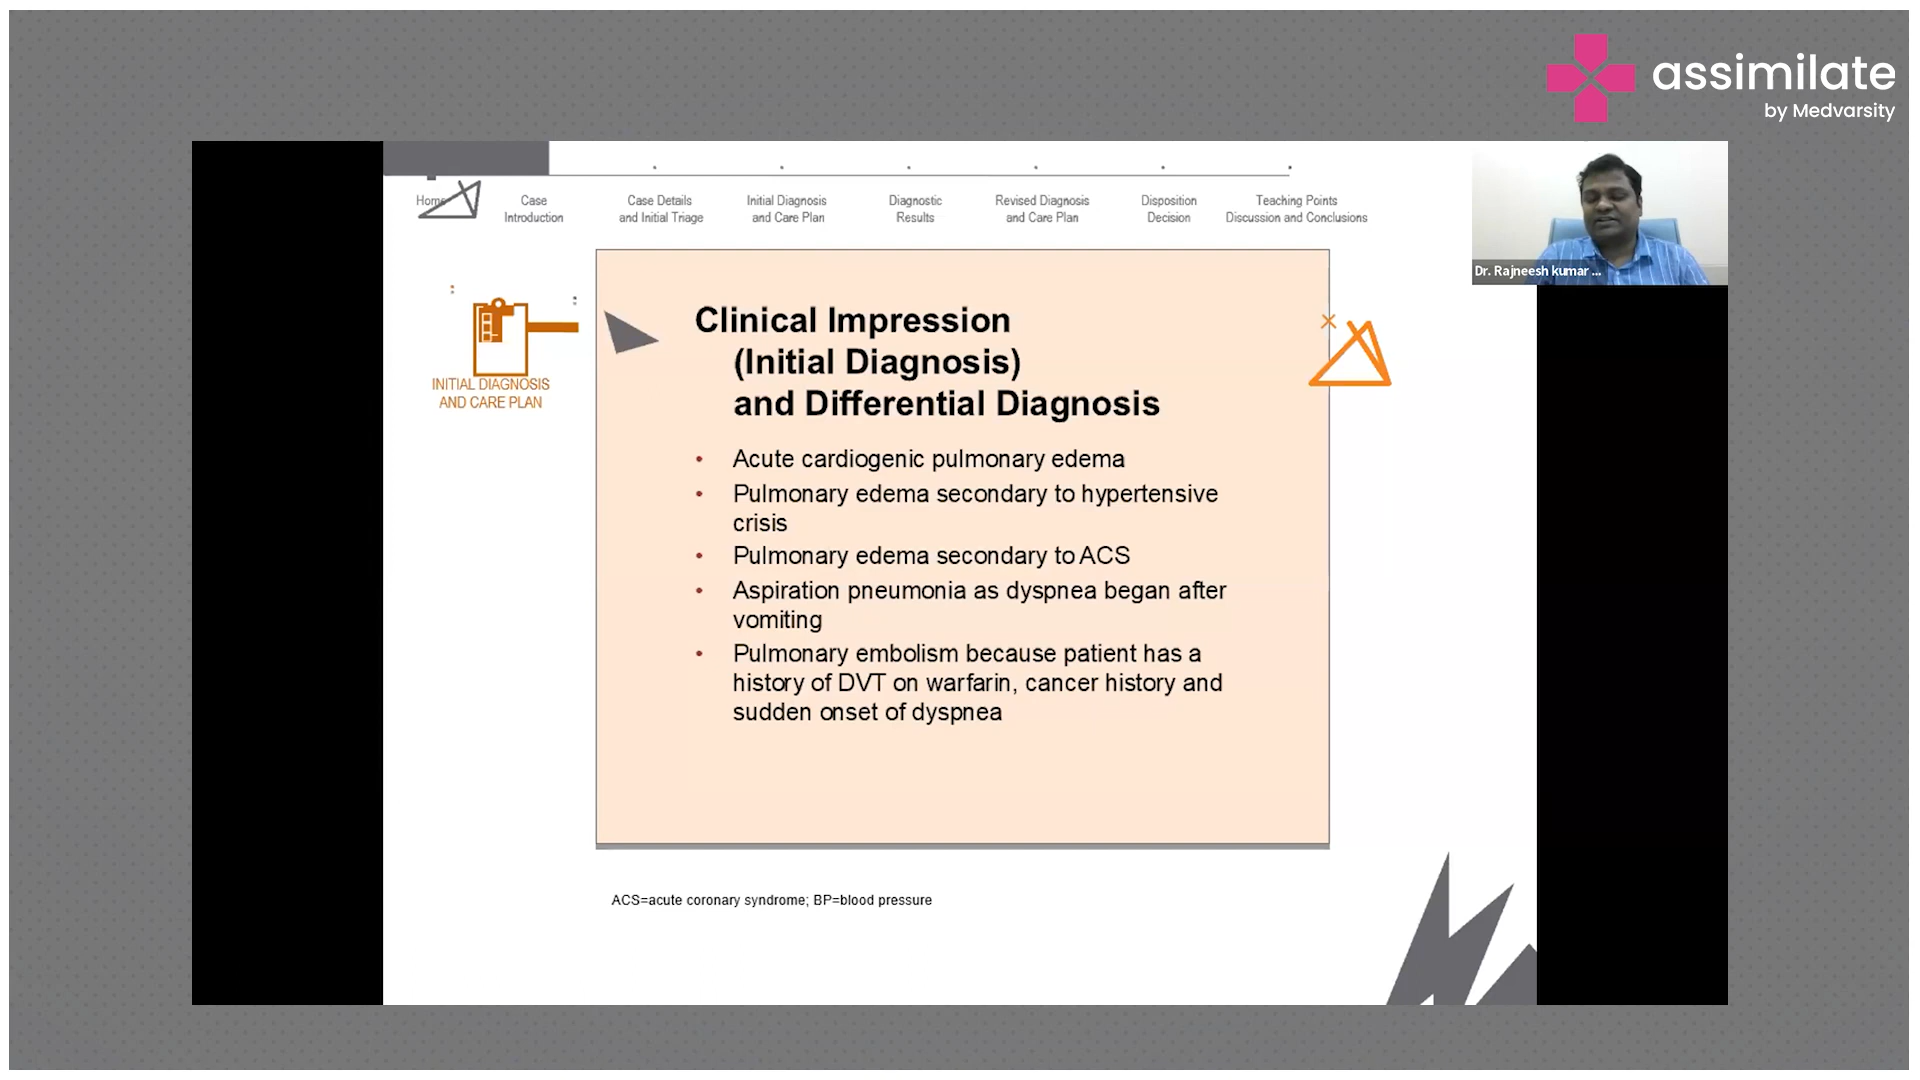 assimilate
by Medvarsity
Home
Case
Introduction
Case Details
and Initial Triage
Initial Diagnosis
and Care Plan
Diagnostic
Results
Revised Diagnosis
and Care Plan
Disposition
Decision
Teaching Points
Discussion and Conclusions
Dr. Rajneesh kumar ...
INITIAL DIAGNOSIS
AND CARE PLAN
Clinical Impression
(Initial Diagnosis)
and Differential Diagnosis
• Acute cardiogenic pulmonary edema
• Pulmonary edema secondary to hypertensive
crisis
• Pulmonary edema secondary to ACS
• Aspiration pneumonia as dyspnea began after
vomiting
• Pulmonary embolism because patient has a
history of DVT on warfarin, cancer history and
sudden onset of dyspnea
ACS=acute coronary syndrome; BP=blood pressure